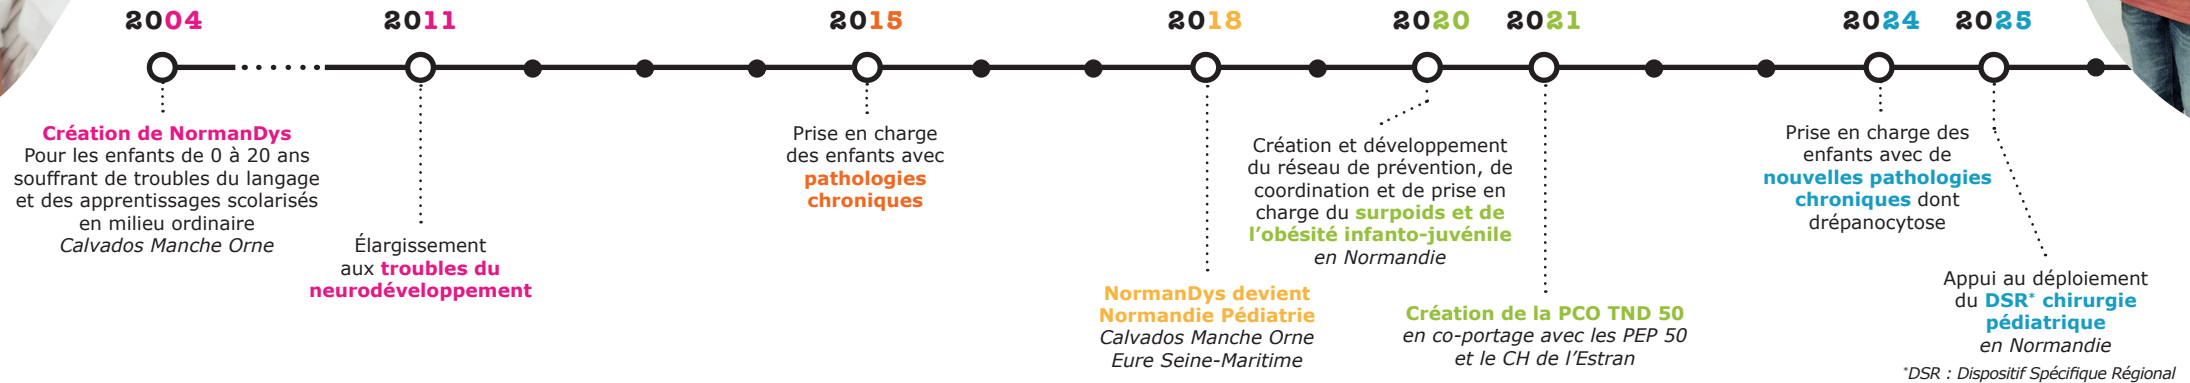 2004
Création de NormanDys
Pour les enfants de 0 à 20 ans
souffrant de troubles du langage
et des apprentissages scolarisés
en milieu ordinaire
Calvados Manche Orne
2011
Élargissement
aux troubles du
neurodéveloppement
2015
Prise en charge
des enfants avec
pathologies
chroniques
2018
NormanDys devient
Normandie Pédiatrie
Calvados Manche Orne
Eure Seine-Maritime
2020
Création et développement
du réseau de prévention, de
coordination et de prise en
charge du surpoids et de
l'obésité infanto-juvénile
en Normandie
2021
Création de la PCO TND 50
en co-portage avec les PEP 50
et le CH de l'Estran
2024
Prise en charge des
enfants avec de
nouvelles pathologies
chroniques dont
drépanocytose
2025
Appui au déploiement
du DSR* chirurgie
pédiatrique
en Normandie
*DSR : Dispositif Spécifique Régional